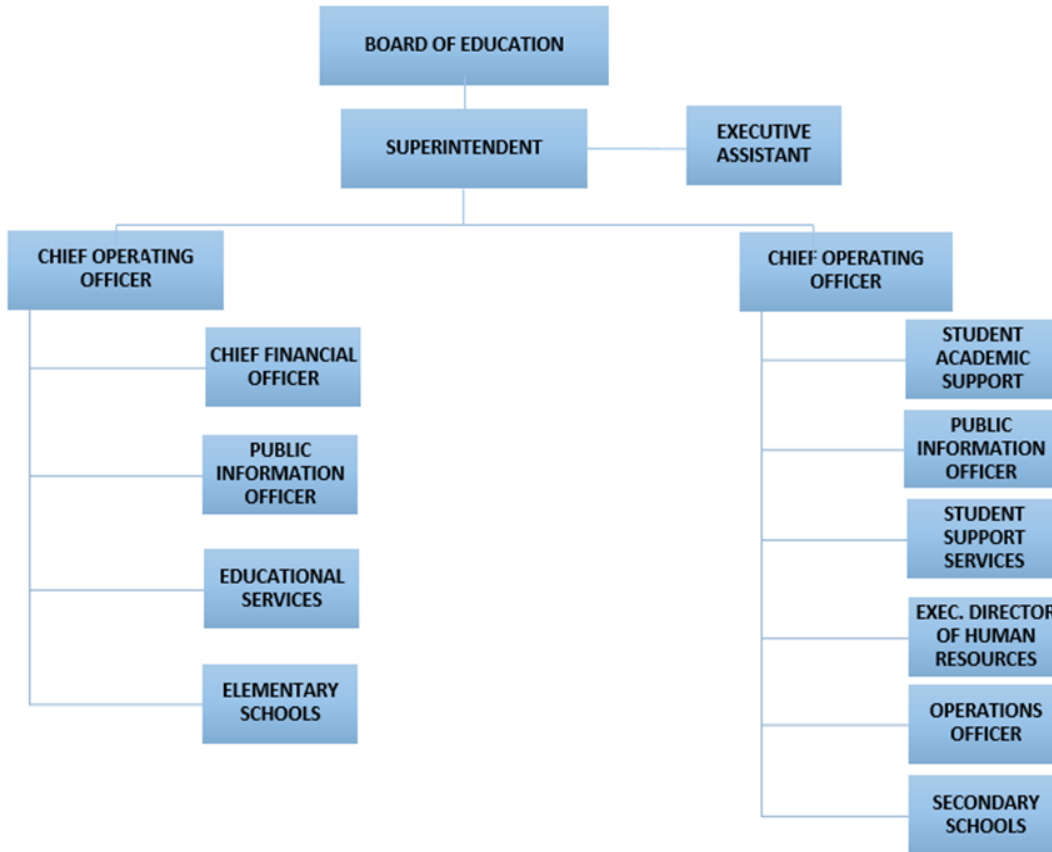 BOARD OF EDUCATION
SUPERINTENDENT
EXECUTIVE
ASSISTANT
CHIEF OPERATING
OFFICER
CHIEF FINANCIAL
OFFICER
PUBLIC
INFORMATION
OFFICER
EDUCATIONAL
SERVICES
ELEMENTARY
SCHOOLS
CHIEF OPERATING
OFFICER
STUDENT
ACADEMIC
SUPPORT
PUBLIC
INFORMATION
OFFICER
STUDENT
SUPPORT
SERVICES
EXEC. DIRECTOR
OF HUMAN
RESOURCES
OPERATIONS
OFFICER
SECONDARY
SCHOOLS